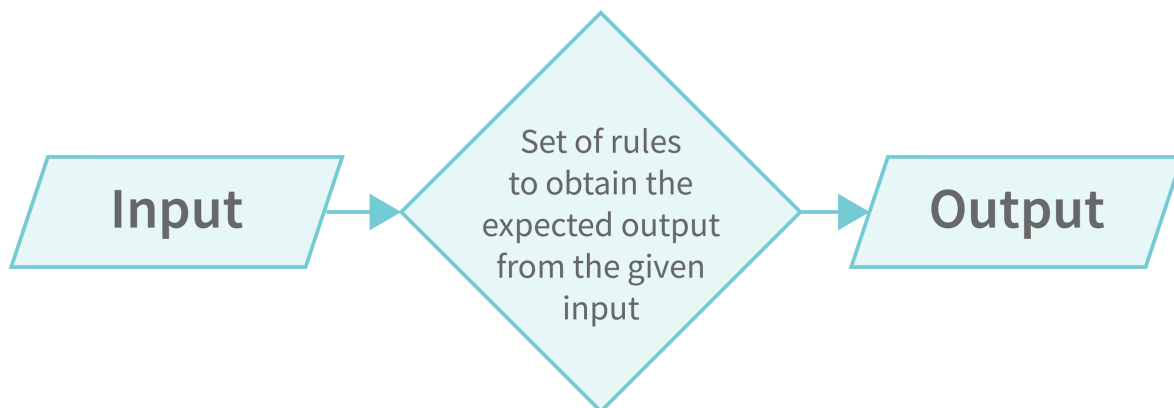 Input
Set of rules
to obtain the
expected output
from the given
input
Output